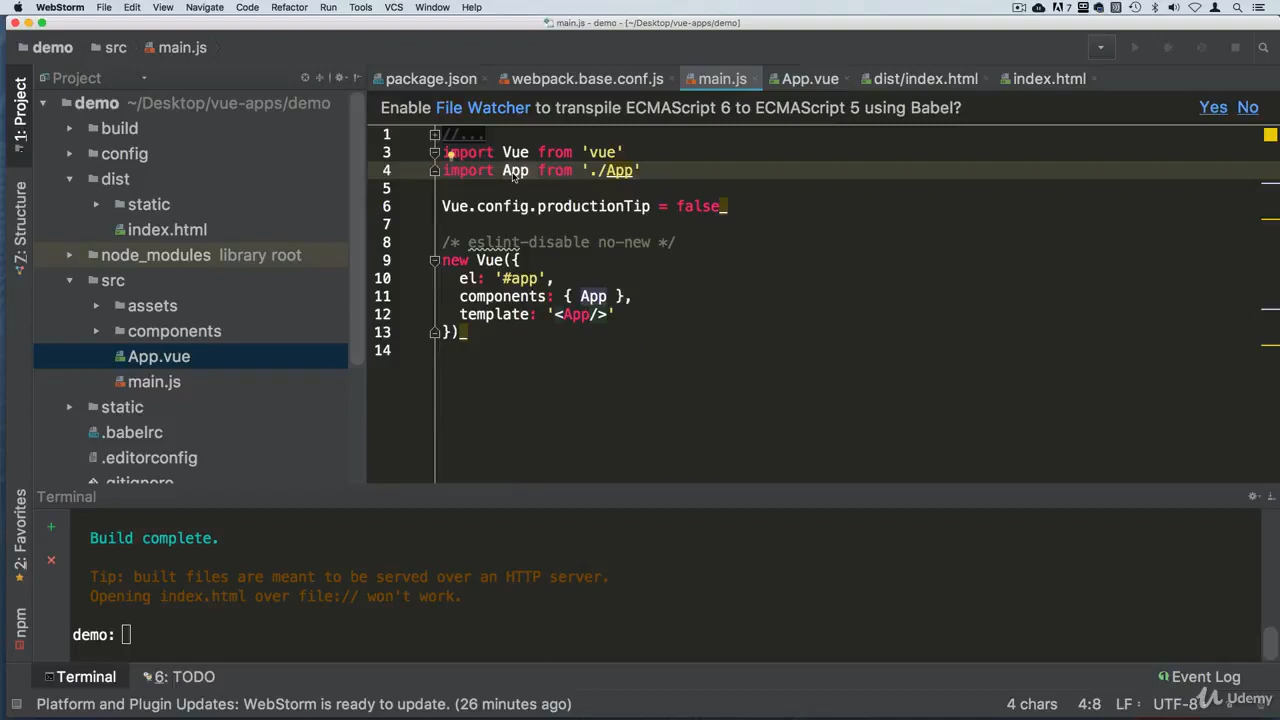 WebStorm File Edit View Navigate Code Refactor Run Tools VCS Window Help
main.js - demo - [~/Desktop/vue-apps/demo]
demo src main.js
Project
package.json webpack.base.conf.js main.js App.vue dist/index.html index.html
demo ~/Desktop/vue-apps/demo
build
config
dist
static
index.html
node_modules library root
src
assets
components
App.vue
main.js
static
.babelrc
.editorconfig
.gitignore
1: Project
7: Structure
2: Favorites
npm
Enable File Watcher to transpile ECMAScript 6 to ECMAScript 5 using Babel? Yes No
1 //...
3 import Vue from 'vue'
4 import App from './App'
5
6 Vue.config.productionTip = false
7
8 /* eslint-disable no-new */
9 new Vue({
10 el: '#app',
11 components: { App },
12 template: '<App/>'
13 })
14
Terminal
Build complete.
Tip: built files are meant to be served over an HTTP server.
Opening index.html over file:// won't work.
demo:
Terminal 6: TODO Event Log
Platform and Plugin Updates: WebStorm is ready to update. (26 minutes ago) 4 chars 4:8 LF÷ UTF-8
Udemy